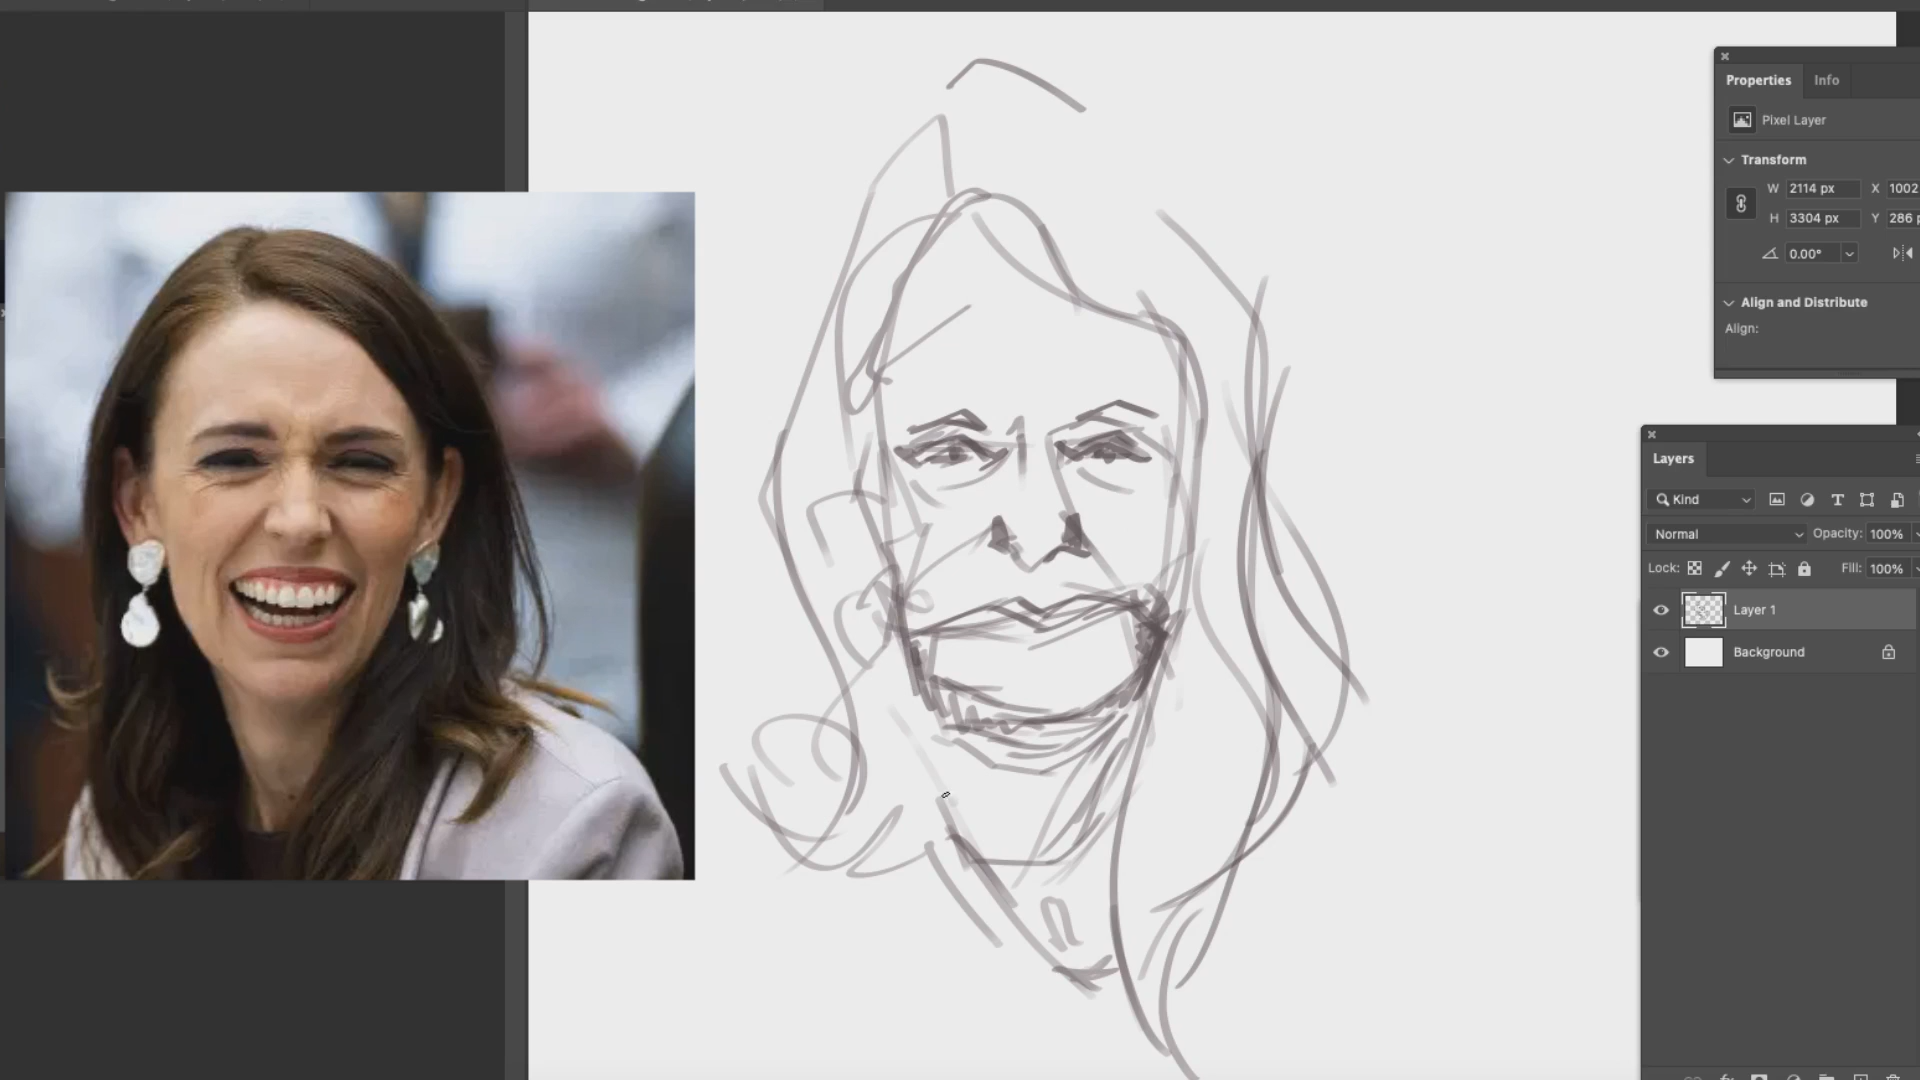 Properties Info
Pixel Layer
Transform
W 2114 px X 1002
H 3304 px Y 286 p
0.00°
Align and Distribute
Align:
Layers
Kind
Normal Opacity: 100%
Lock: Fill: 100%
Layer 1
Background